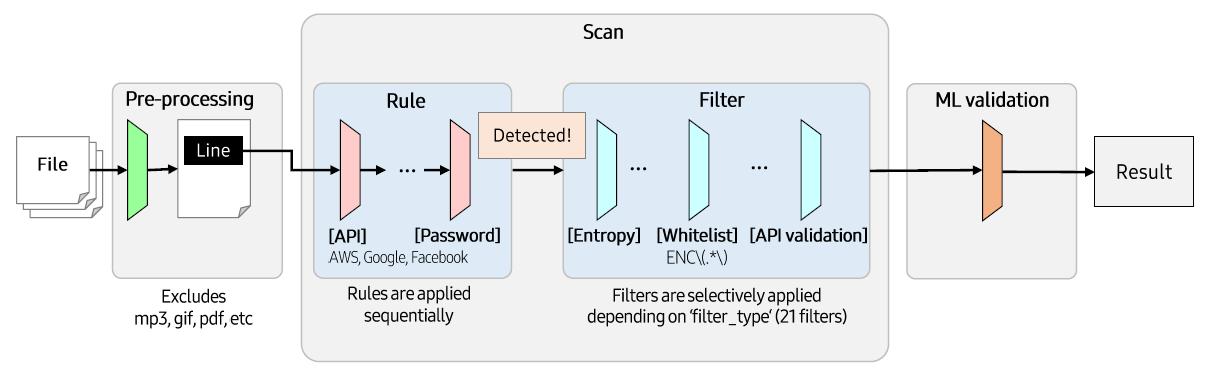 Scan
Pre-processing
Rule
Filter
ML validation
File
Line
...
Detected!
...
...
Result
[API]
[Password]
[Entropy]
[Whitelist]
[API validation]
AWS, Google, Facebook
ENC\(.*\)
Excludes
mp3, gif, pdf, etc
Rules are applied
sequentially
Filters are selectively applied
depending on 'filter_type' (21 filters)